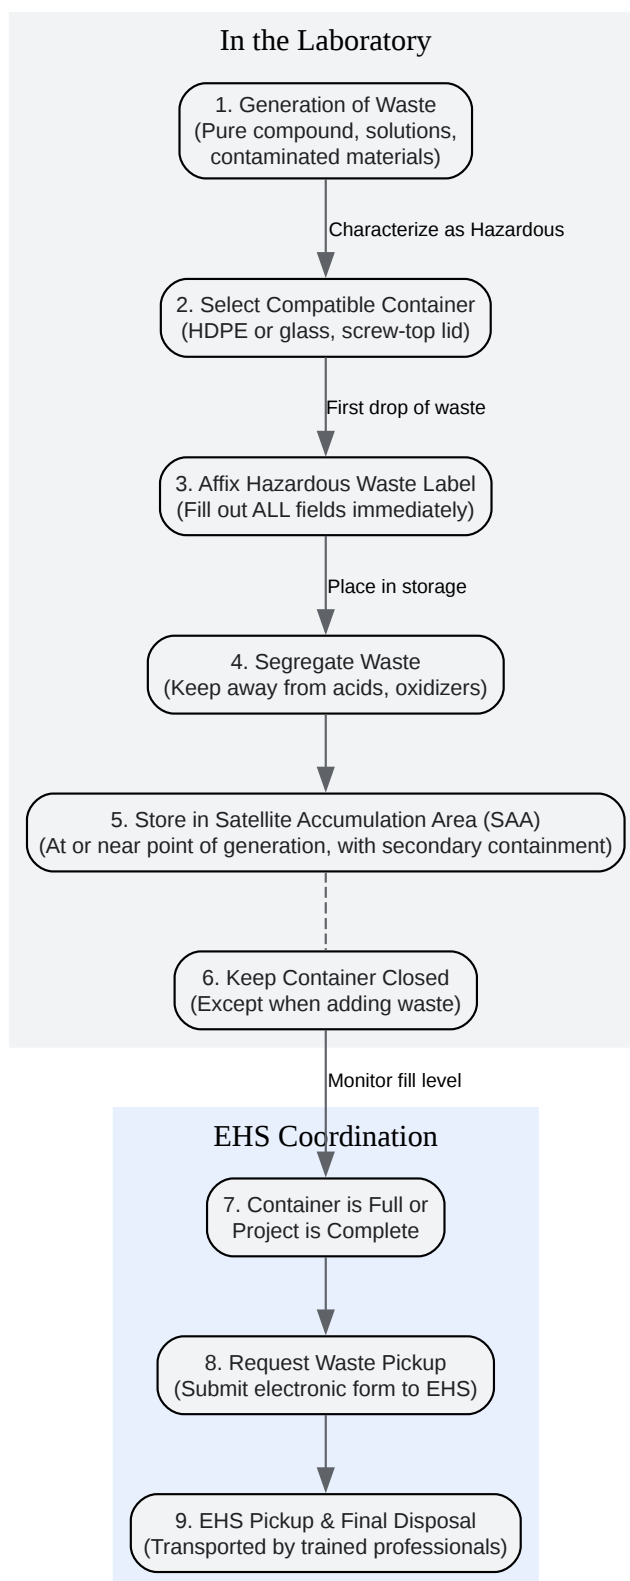 In the Laboratory
1. Generation of Waste
(Pure compound, solutions,
contaminated materials)
Characterize as Hazardous
2. Select Compatible Container
(HDPE or glass, screw-top lid)
First drop of waste
3. Affix Hazardous Waste Label
(Fill out ALL fields immediately)
Place in storage
4. Segregate Waste
(Keep away from acids, oxidizers)
5. Store in Satellite Accumulation Area (SAA)
(At or near point of generation, with secondary containment)
6. Keep Container Closed
(Except when adding waste)
Monitor fill level
EHS Coordination
7. Container is Full or
Project is Complete
8. Request Waste Pickup
(Submit electronic form to EHS)
9. EHS Pickup & Final Disposal
(Transported by trained professionals)